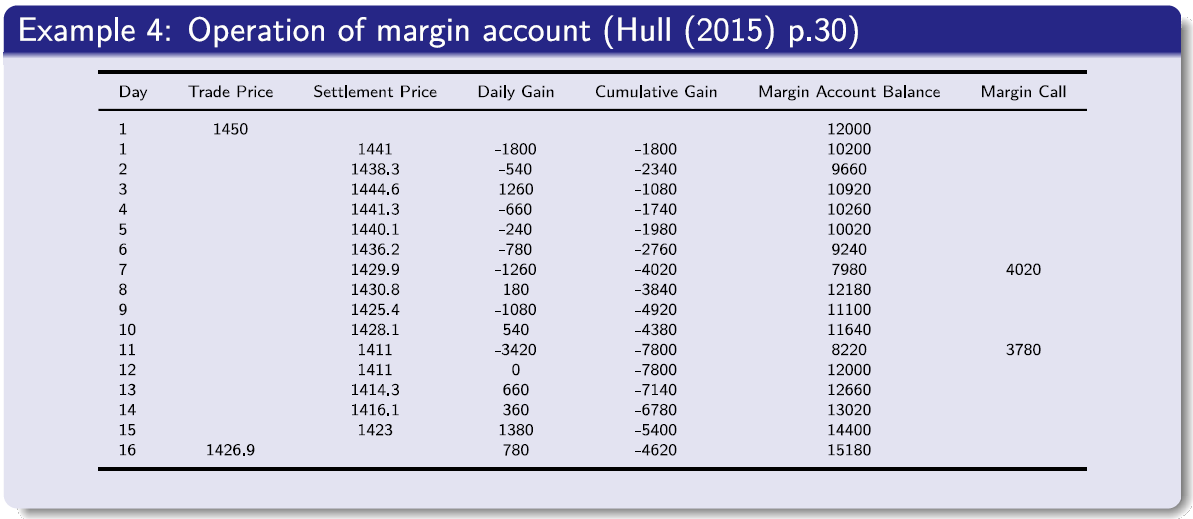 Example 4: Operation of margin account (Hull (2015) p.30)
Day Trade Price Settlement Price Daily Gain Cumulative Gain Margin Account Balance Margin Call
1 1450 12000
1 1441 –1800 –1800 10200
2 1438.3 –540 –2340 9660
3 1444.6 1260 –1080 10920
4 1441.3 –660 –1740 10260
5 1440.1 –240 –1980 10020
6 1436.2 –780 –2760 9240
7 1429.9 –1260 –4020 7980 4020
8 1430.8 180 –3840 12180
9 1425.4 –1080 –4920 11100
10 1428.1 540 –4380 11640
11 1411 –3420 –7800 8220 3780
12 1411 0 –7800 12000
13 1414.3 660 –7140 12660
14 1416.1 360 –6780 13020
15 1423 1380 –5400 14400
16 1426.9 780 –4620 15180